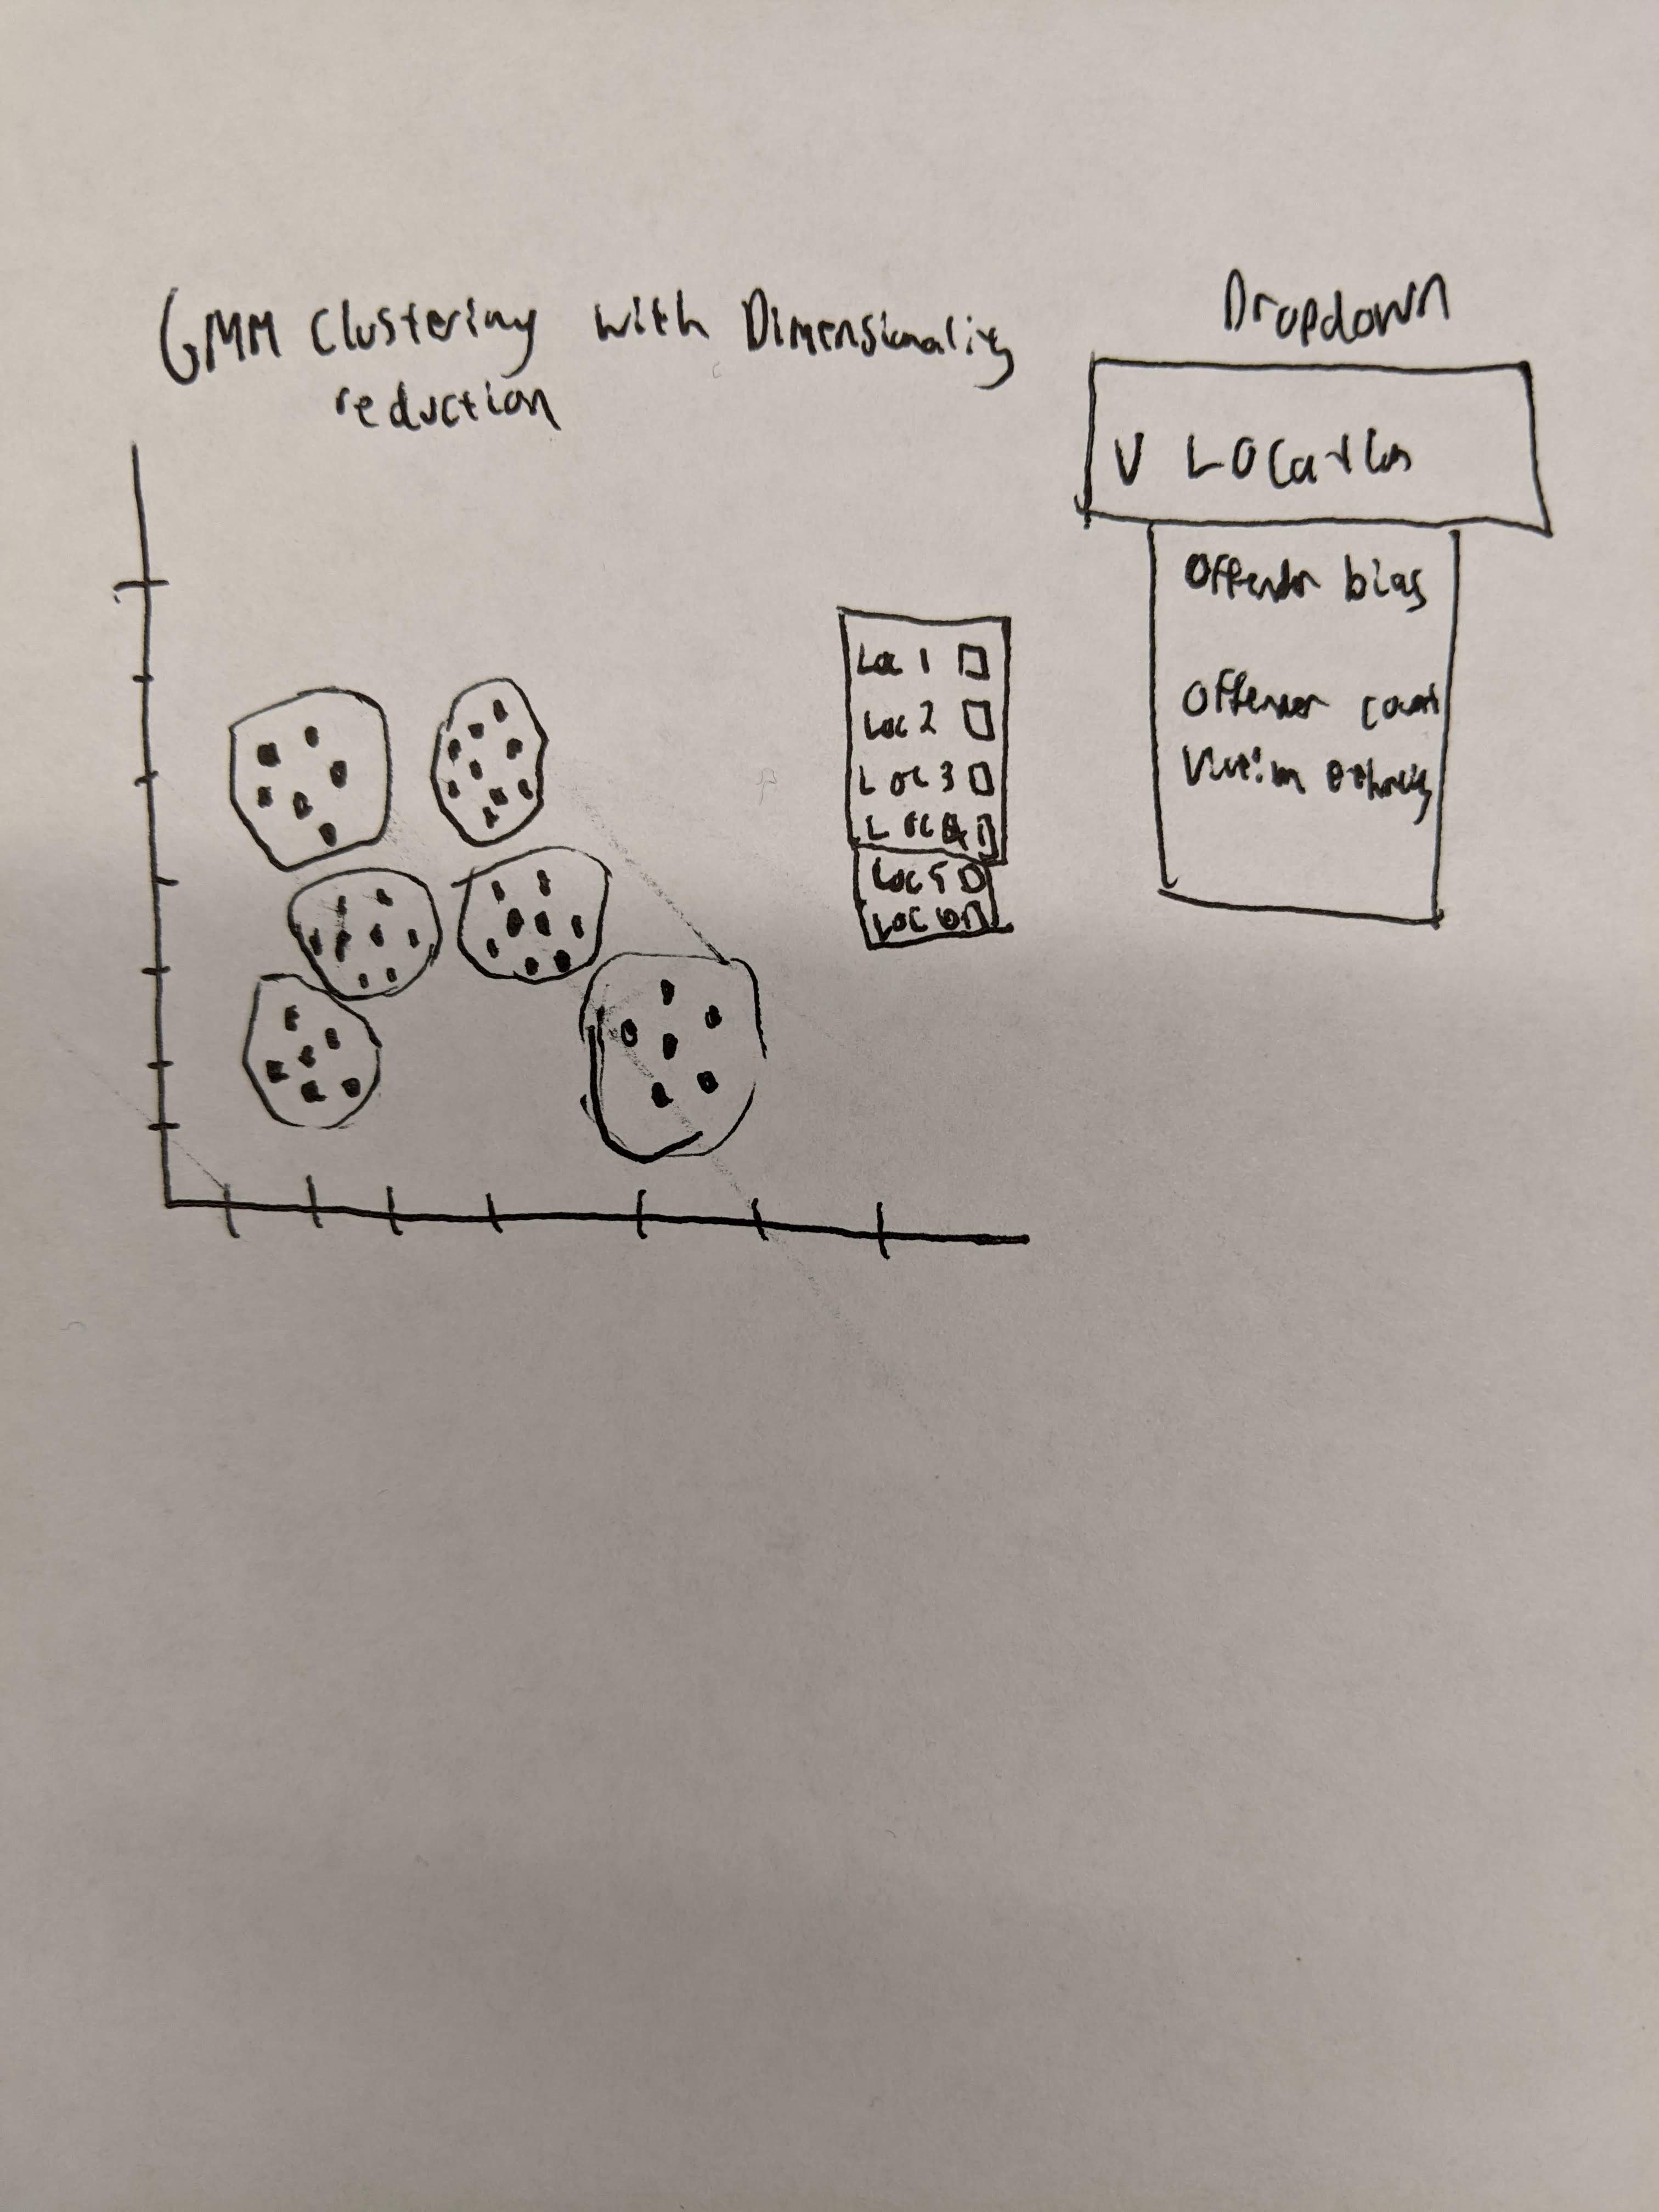 GMM Clustering with Dimensionality
reduction
Dropdown
V Location
Offender bias
Offender count
Victim ethnicity
Loc 1
Loc 2
Loc 3
Loc 4
Loc 5
Loc 6